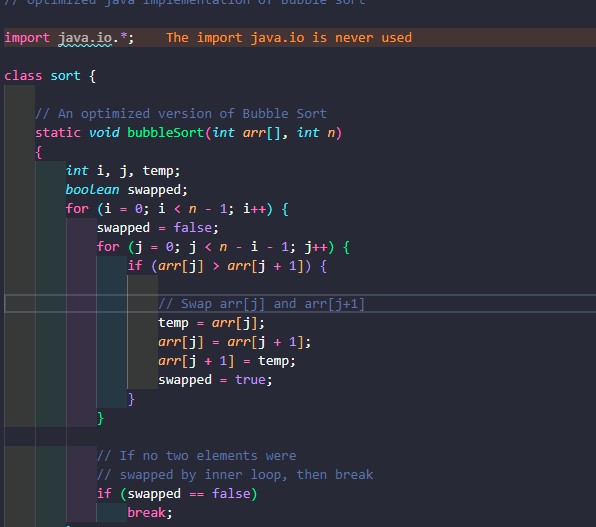 // Optimized java implementation of Bubble sort
import java.io.*; The import java.io is never used
class sort {
// An optimized version of Bubble Sort
static void bubbleSort(int arr[], int n)
{
int i, j, temp;
boolean swapped;
for (i = 0; i < n - 1; i++) {
swapped = false;
for (j = 0; j < n - i - 1; j++) {
if (arr[j] > arr[j + 1]) {
// Swap arr[j] and arr[j+1]
temp = arr[j];
arr[j] = arr[j + 1];
arr[j + 1] = temp;
swapped = true;
}
}
// If no two elements were
// swapped by inner loop, then break
if (swapped == false)
break;